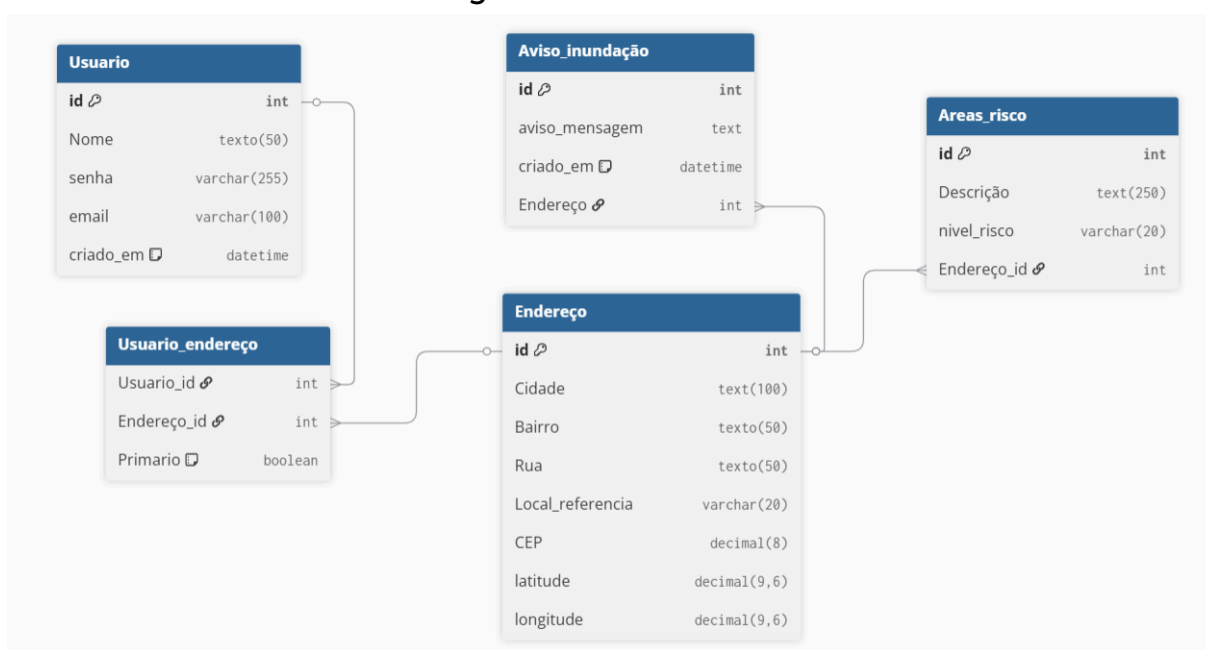 Usuario
id int
Nome texto(50)
senha varchar(255)
email varchar(100)
criado_em datetime
Aviso_inundação
id int
aviso_mensagem text
criado_em datetime
Endereço int
Areas_risco
id int
Descrição text(250)
nivel_risco varchar(20)
Endereço_id int
Usuario_endereço
Usuario_id int
Endereço_id int
Primario boolean
Endereço
id int
Cidade text(100)
Bairro texto(50)
Rua texto(50)
Local_referencia varchar(20)
CEP decimal(8)
latitude decimal(9,6)
longitude decimal(9,6)